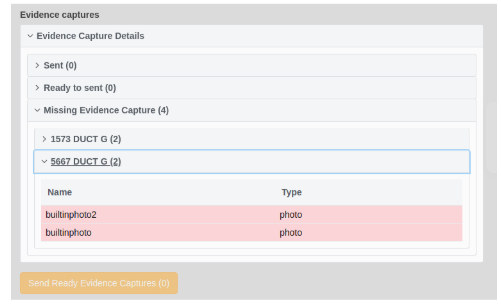 Evidence captures
Evidence Capture Details
Sent (0)
Ready to sent (0)
Missing Evidence Capture (4)
1573 DUCT G (2)
5667 DUCT G (2)
Name Type
builtinphoto2 photo
builtinphoto photo
Send Ready Evidence Captures (0)